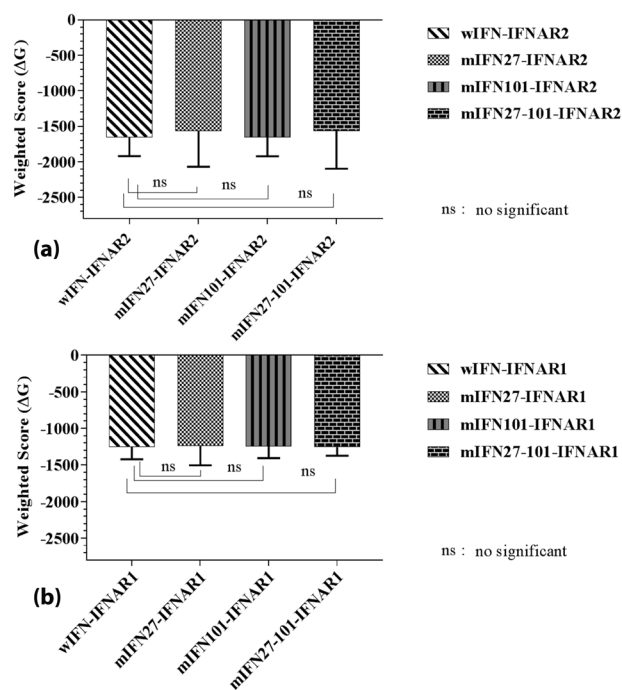 -0
-500
-1000
-1500
-2000
-2500
Weighted Score (ΔG)
ns
ns
ns
wIFN-IFNAR2
mIFN27-IFNAR2
mIFN101-IFNAR2
mIFN27-101-IFNAR2
wIFN-IFNAR2
mIFN27-IFNAR2
mIFN101-IFNAR2
mIFN27-101-IFNAR2
ns : no significant
(a)
-0
-500
-1000
-1500
-2000
-2500
Weighted Score (ΔG)
ns
ns
ns
wIFN-IFNAR1
mIFN27-IFNAR1
mIFN101-IFNAR1
mIFN27-101-IFNAR1
wIFN-IFNAR1
mIFN27-IFNAR1
mIFN101-IFNAR1
mIFN27-101-IFNAR1
ns : no significant
(b)